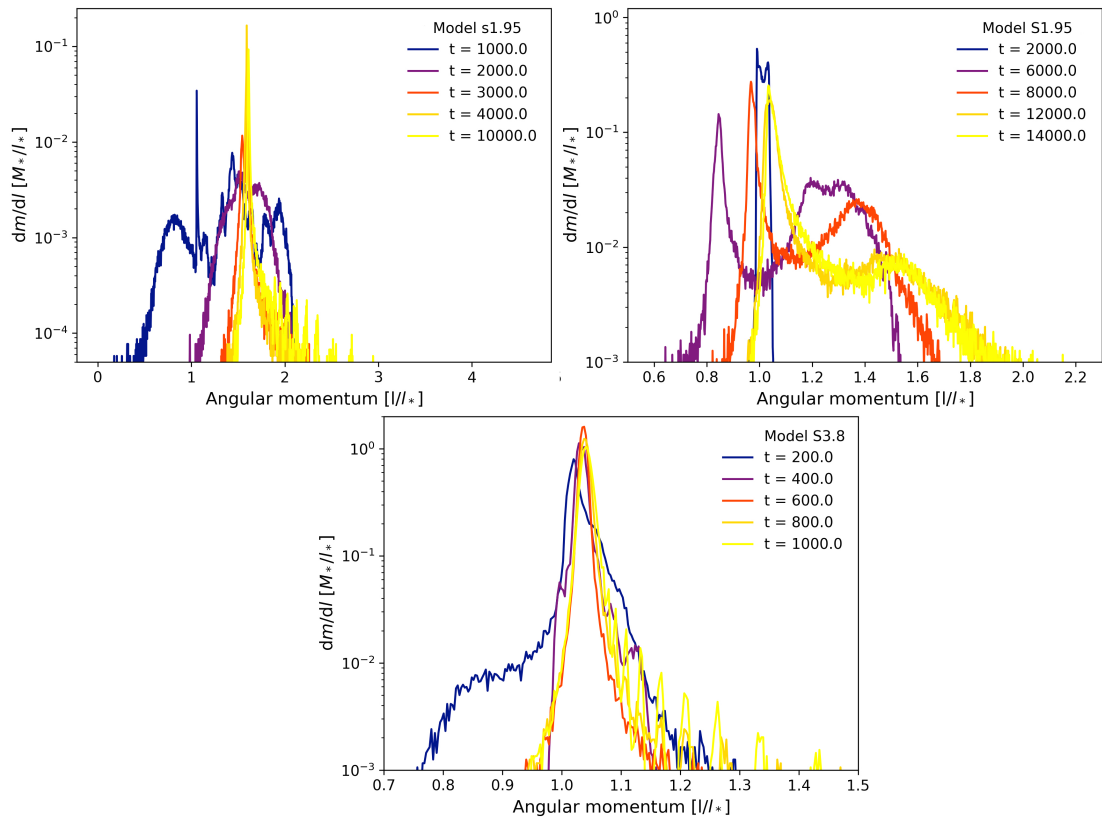 Model s1.95
t = 1000.0
t = 2000.0
t = 3000.0
t = 4000.0
t = 10000.0
10⁻¹
10⁻²
10⁻³
10⁻⁴
dm/dl [M*/l*]
0 1 2 3 4
Angular momentum [l/l*]
Model S1.95
t = 2000.0
t = 6000.0
t = 8000.0
t = 12000.0
t = 14000.0
10⁰
10⁻¹
10⁻²
10⁻³
dm/dl [M*/l*]
0.6 0.8 1.0 1.2 1.4 1.6 1.8 2.0 2.2
Angular momentum [l/l*]
Model S3.8
t = 200.0
t = 400.0
t = 600.0
t = 800.0
t = 1000.0
10⁰
10⁻¹
10⁻²
10⁻³
dm/dl [M*/l*]
0.7 0.8 0.9 1.0 1.1 1.2 1.3 1.4 1.5
Angular momentum [l/l*]